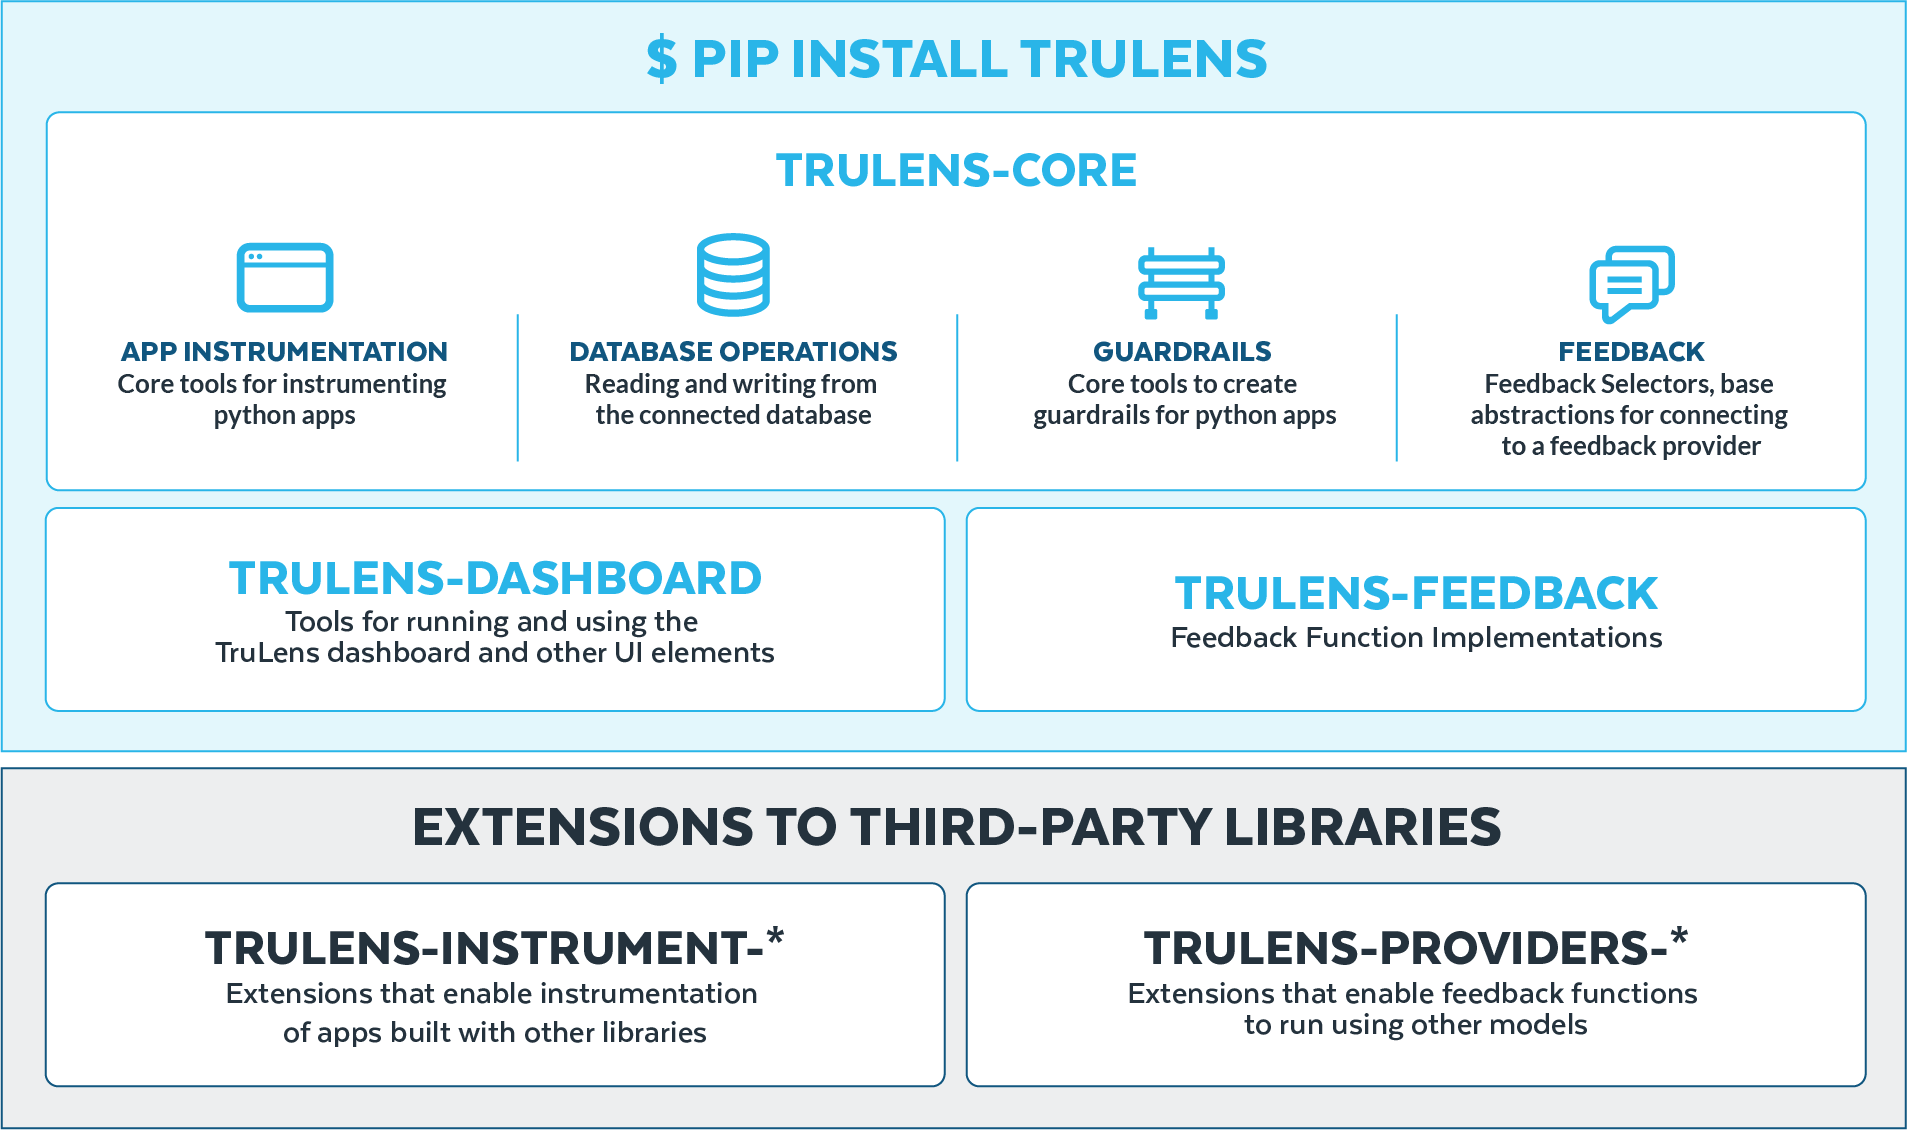 $ PIP INSTALL TRULENS
TRULENS-CORE
APP INSTRUMENTATION
Core tools for instrumenting
python apps
DATABASE OPERATIONS
Reading and writing from
the connected database
GUARDRAILS
Core tools to create
guardrails for python apps
FEEDBACK
Feedback Selectors, base
abstractions for connecting
to a feedback provider
TRULENS-DASHBOARD
Tools for running and using the
TruLens dashboard and other UI elements
TRULENS-FEEDBACK
Feedback Function Implementations
EXTENSIONS TO THIRD-PARTY LIBRARIES
TRULENS-INSTRUMENT-*
Extensions that enable instrumentation
of apps built with other libraries
TRULENS-PROVIDERS-*
Extensions that enable feedback functions
to run using other models